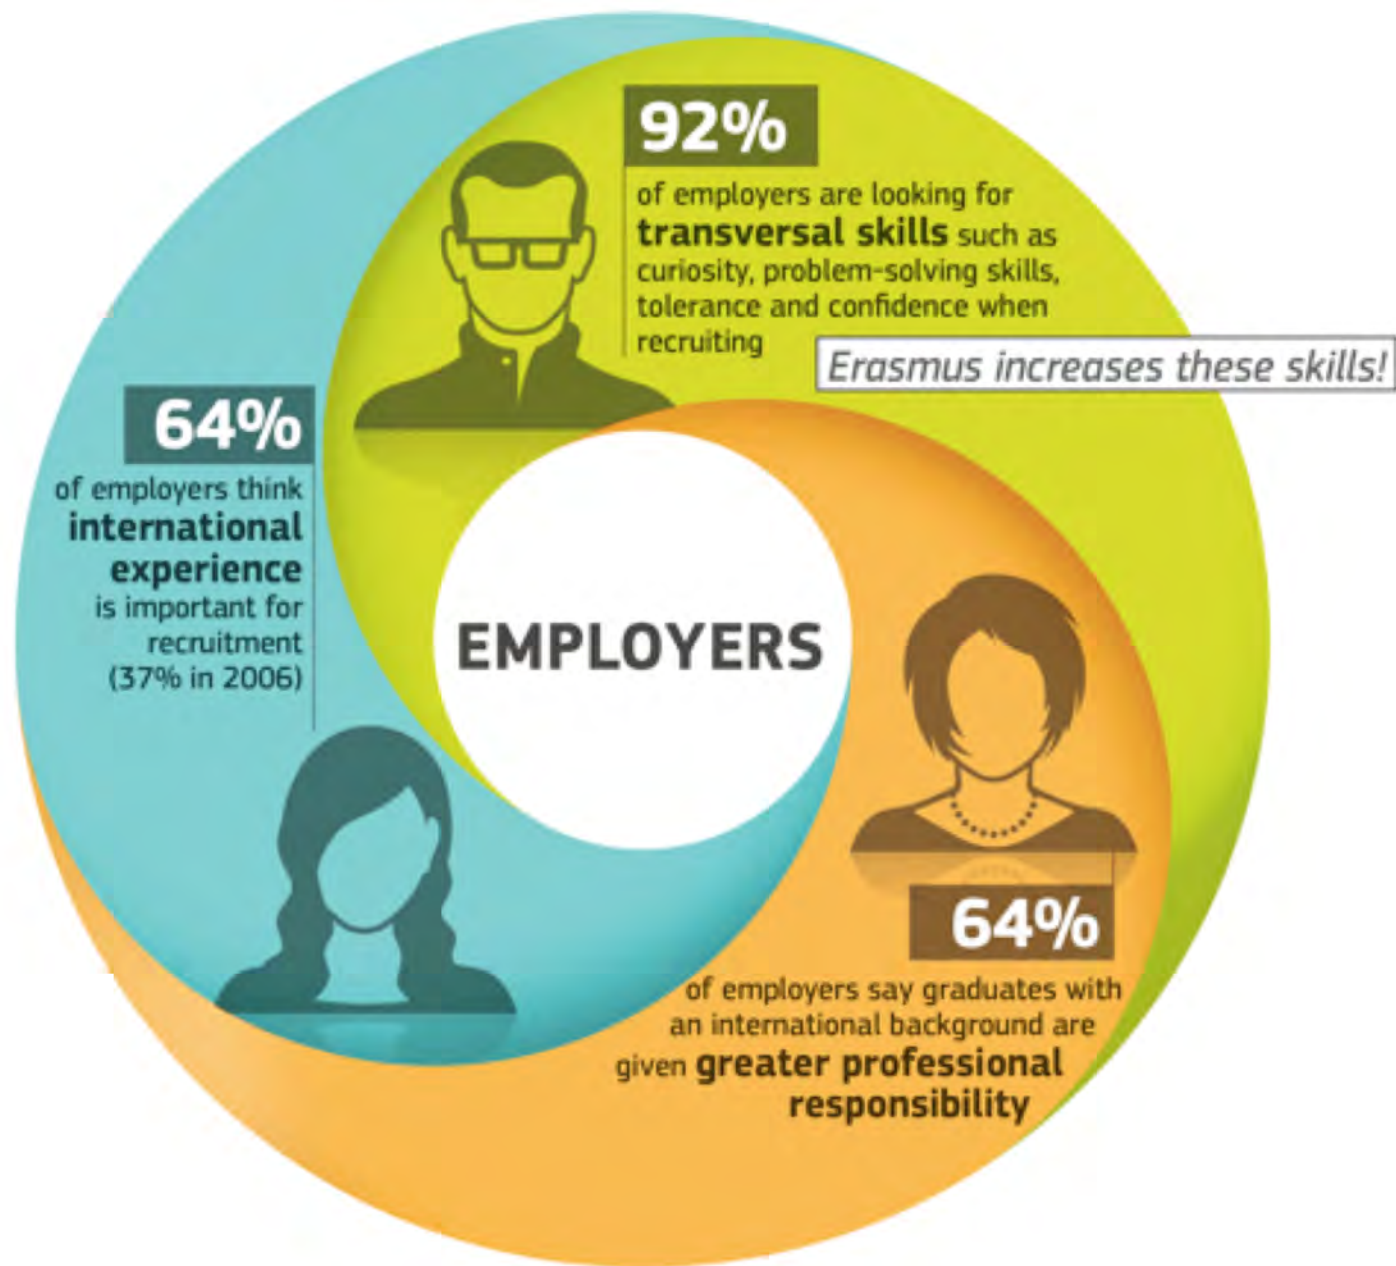 92%
of employers are looking for
transversal skills such as
curiosity, problem-solving skills,
tolerance and confidence when
recruiting
Erasmus increases these skills!
64%
of employers think
international
experience
is important for
recruitment
(37% in 2006)
EMPLOYERS
64%
of employers say graduates with
an international background are
given greater professional
responsibility